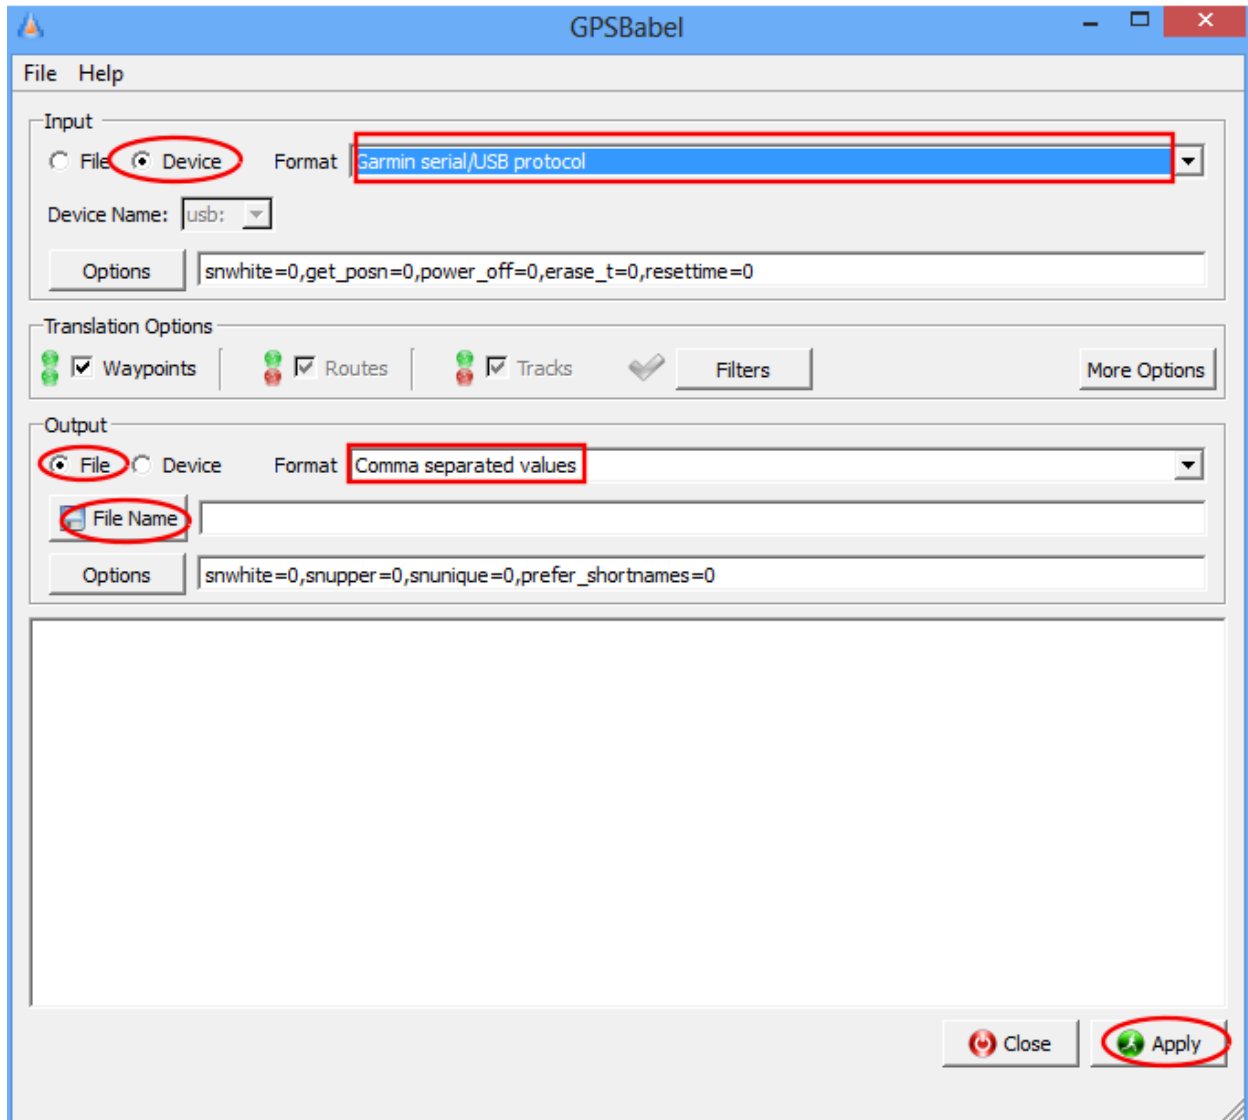 GPSBabel
File Help
Input
File Device Format Garmin serial/USB protocol
Device Name: usb:
Options snwhite=0,get_posn=0,power_off=0,erase_t=0,resettime=0
Translation Options
Waypoints Routes Tracks Filters More Options
Output
File Device Format Comma separated values
File Name
Options snwhite=0,snupper=0,snunique=0,prefer_shortnames=0
Close Apply